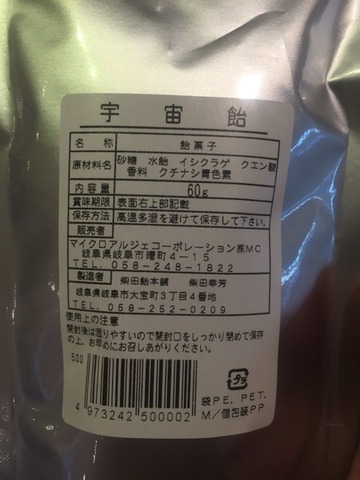 宇宙飴
名称 飴菓子
原材料名 砂糖 水飴 イシクラゲ クエン酸
香料 クチナシ青色素
内容量 60g
賞味期限 表面右上部記載
保存方法 高温多湿を避けて保存して下さい。
販売者
マイクロアルジェコーポレーション㈱MC
岐阜県岐阜市曙町4-15
TEL. 058-248-1822
製造者 柴田飴本舗 柴田幸芳
岐阜県岐阜市大宝町3丁目4番地
TEL. 058-252-0209
使用上の注意
開封後は湿りやすいので開封口をしっかり閉めて保存
の上、お早めにお召しあがりください。
500
4 973242 500002
プラ
袋PE, PET,
M/個包装PP